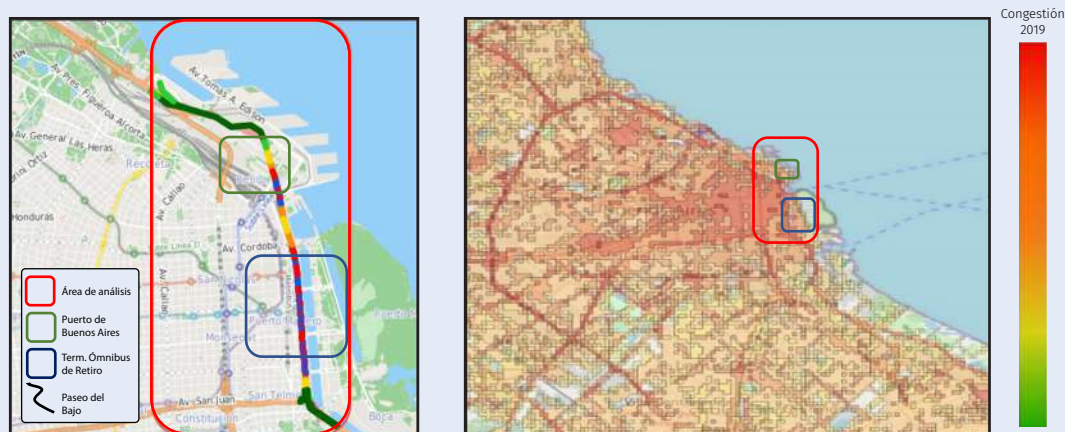 Congestión
2019
Av. Tomás A. Edison
Av. Pres. Figueroa Alcorta
Av. General Las Heras
Recoleta
Av. Callao
Retiro
Honduras
Av. Cordoba
Av. Callao
Puerto Madero
Monserrat
Av. San Juan
San Telmo
Constitución
Boca
Área de análisis
Puerto de
Buenos Aires
Term. Ómnibus
de Retiro
Paseo del
Bajo